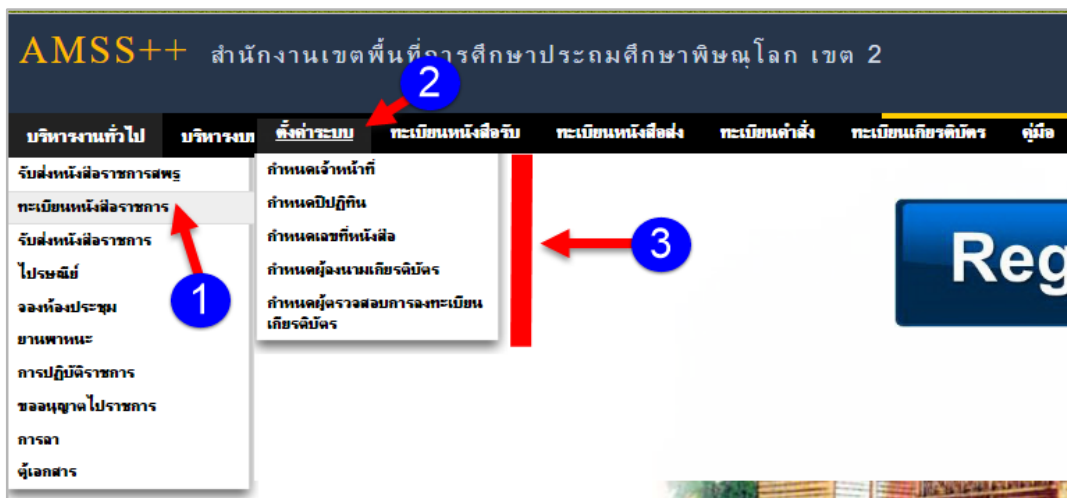 AMSS++ สำนักงานเขตพื้นที่การศึกษาประถมศึกษาพิษณุโลก เขต 2
2
บริหารงานทั่วไป บริหารงบ ตั้งค่าระบบ ทะเบียนหนังสือรับ ทะเบียนหนังสือส่ง ทะเบียนคำสั่ง ทะเบียนเกียรติบัตร คู่มือ
รับส่งหนังสือราชการสพฐ
ทะเบียนหนังสือราชการ
รับส่งหนังสือราชการ
ไปรษณีย์
จองห้องประชุม
ยานพาหนะ
การปฏิบัติราชการ
ขออนุญาตไปราชการ
การลา
ตู้เอกสาร
1
กำหนดเจ้าหน้าที่
กำหนดปีปฏิทิน
กำหนดเลขที่หนังสือ
กำหนดผู้ลงนามเกียรติบัตร
กำหนดผู้ตรวจสอบการลงทะเบียน
เกียรติบัตร
3
Reg